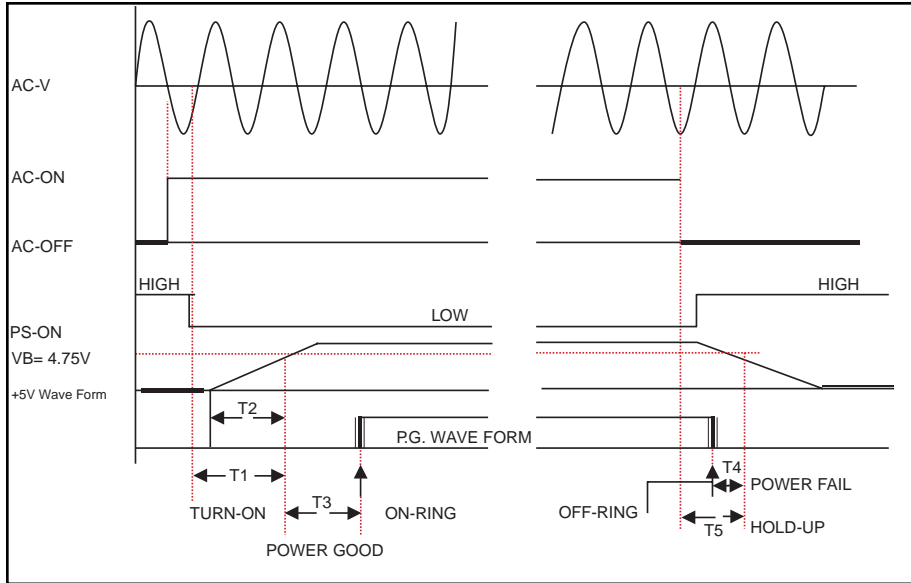 AC-V
AC-ON
AC-OFF
HIGH HIGH
LOW
PS-ON
VB= 4.75V
+5V Wave Form
T2
P.G. WAVE FORM
T1 T4
POWER FAIL
TURN-ON T3 ON-RING OFF-RING
T5 HOLD-UP
POWER GOOD